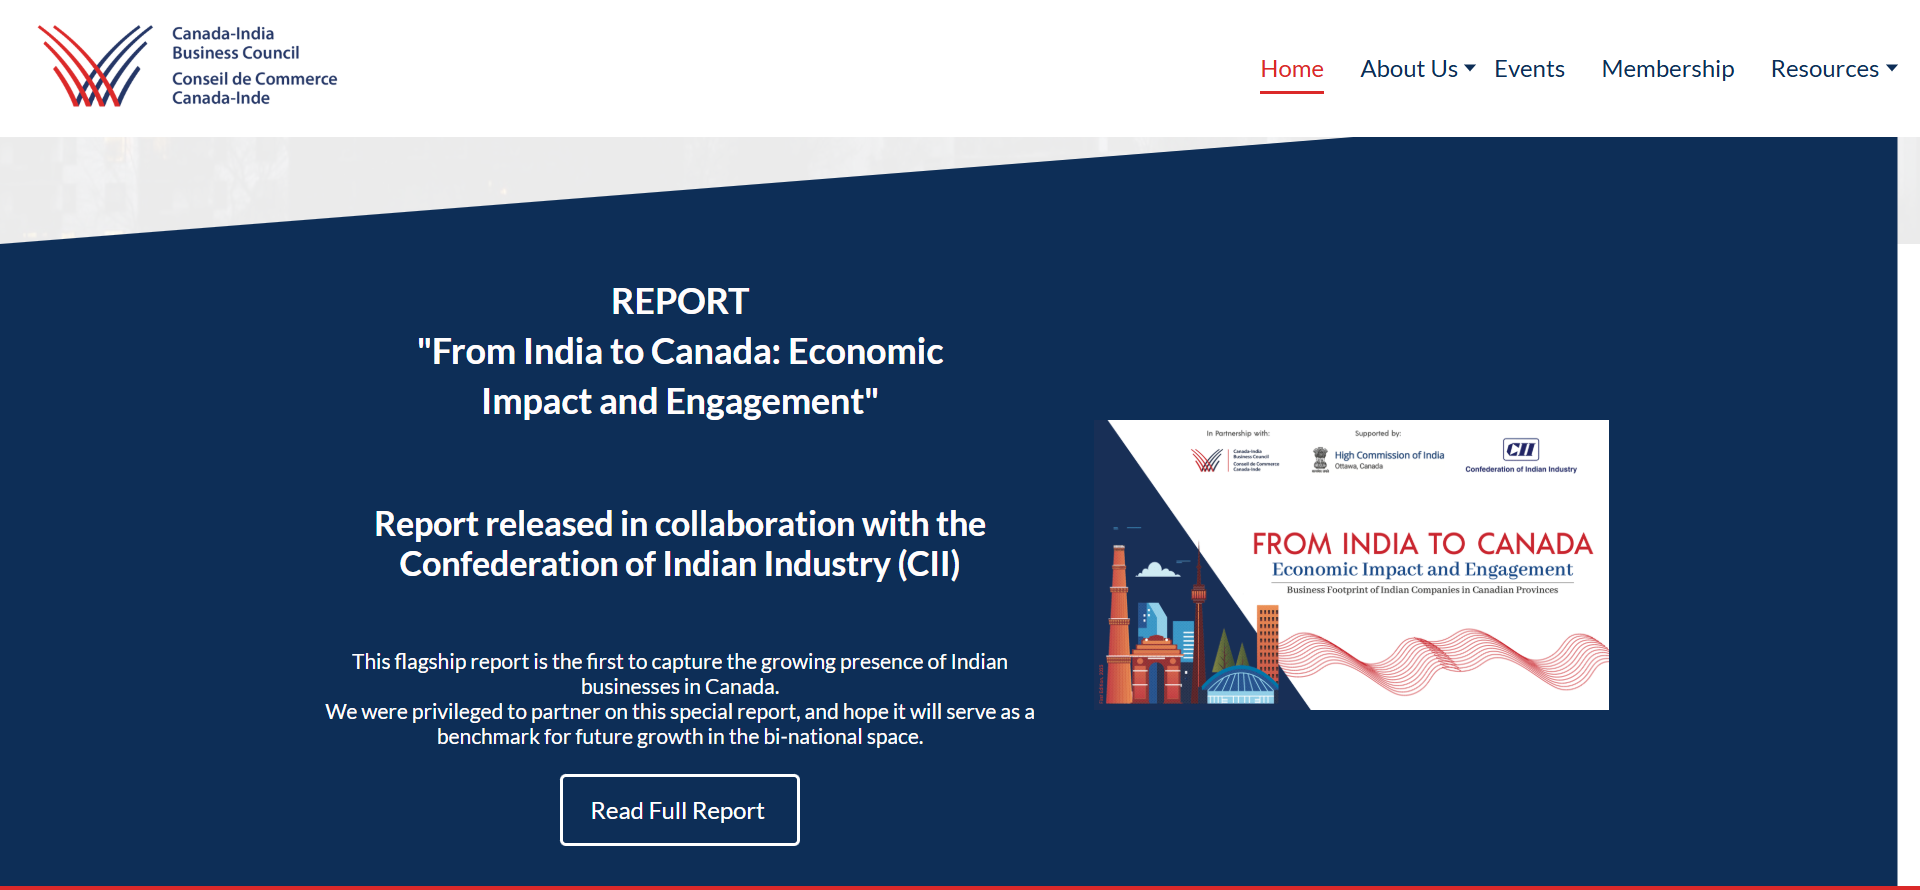 Canada-India
Business Council
Conseil de Commerce
Canada-Inde
Home
About Us
Events
Membership
Resources
REPORT
"From India to Canada: Economic
Impact and Engagement"
Report released in collaboration with the
Confederation of Indian Industry (CII)
This flagship report is the first to capture the growing presence of Indian
businesses in Canada.
We were privileged to partner on this special report, and hope it will serve as a
benchmark for future growth in the bi-national space.
Read Full Report
In Partnership with:
Canada-India
Business Council
Conseil de Commerce
Canada-Inde
Supported by:
High Commission of India
Ottawa, Canada
CII
Confederation of Indian Industry
FROM INDIA TO CANADA
Economic Impact and Engagement
Business Footprint of Indian Companies in Canadian Provinces